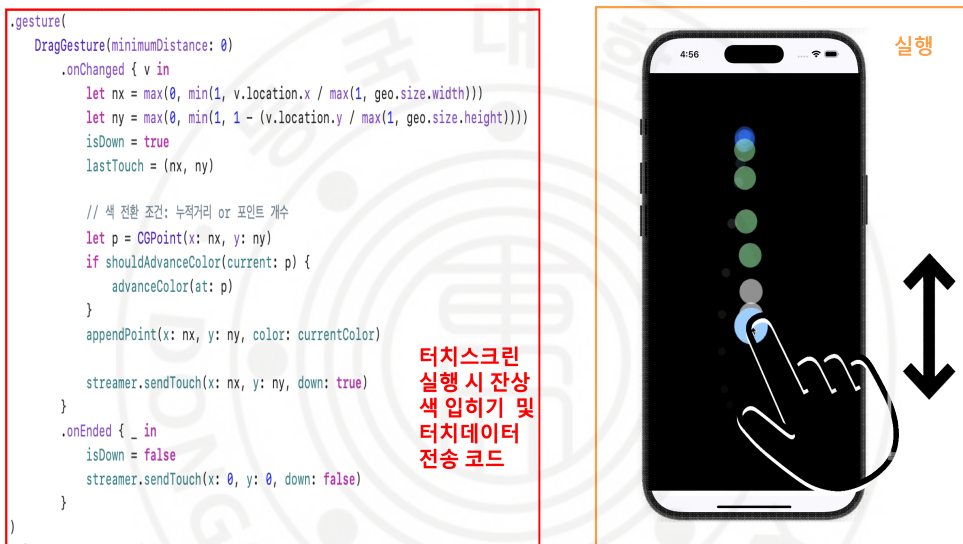 .gesture(
DragGesture(minimumDistance: 0)
.onChanged { v in
let nx = max(0, min(1, v.location.x / max(1, geo.size.width)))
let ny = max(0, min(1, 1 - (v.location.y / max(1, geo.size.height))))
isDown = true
lastTouch = (nx, ny)
// 색 전환 조건: 누적거리 or 포인트 개수
let p = CGPoint(x: nx, y: ny)
if shouldAdvanceColor(current: p) {
advanceColor(at: p)
}
appendPoint(x: nx, y: ny, color: currentColor)
streamer.sendTouch(x: nx, y: ny, down: true)
}
.onEnded { _ in
isDown = false
streamer.sendTouch(x: 0, y: 0, down: false)
}
)
터치스크린
실행 시 잔상
색 입히기 및
터치데이터
전송 코드
실행
4:56